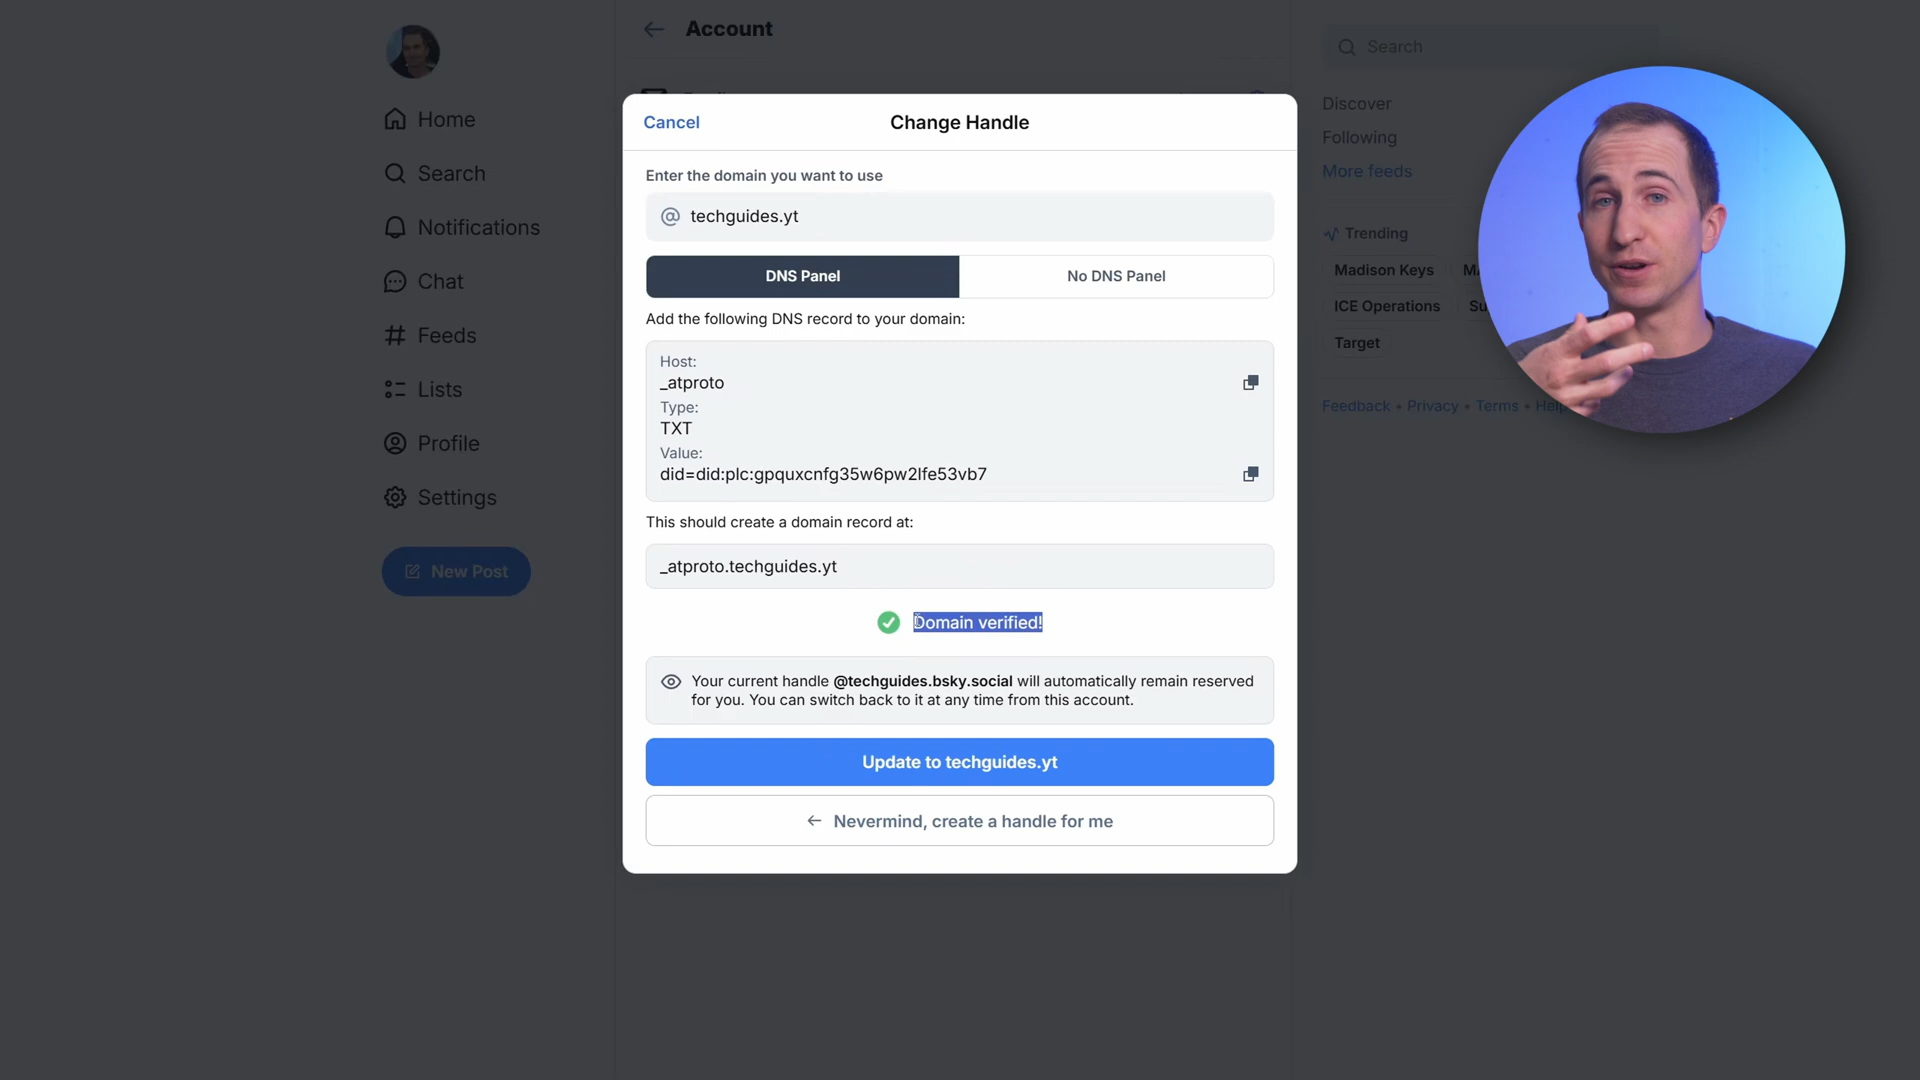 Home
Search
Notifications
Chat
Feeds
Lists
Profile
Settings
New Post
Account
Cancel
Change Handle
Enter the domain you want to use
@ techguides.yt
DNS Panel
No DNS Panel
Add the following DNS record to your domain:
Host:
_atproto
Type:
TXT
Value:
did=did:plc:gpquxcnfg35w6pw2lfe53vb7
This should create a domain record at:
_atproto.techguides.yt
Domain verified!
Your current handle @techguides.bsky.social will automatically remain reserved
for you. You can switch back to it at any time from this account.
Update to techguides.yt
Nevermind, create a handle for me
Search
Discover
Following
More feeds
Trending
Madison Keys
ICE Operations
Target
Feedback • Privacy • Terms • Help